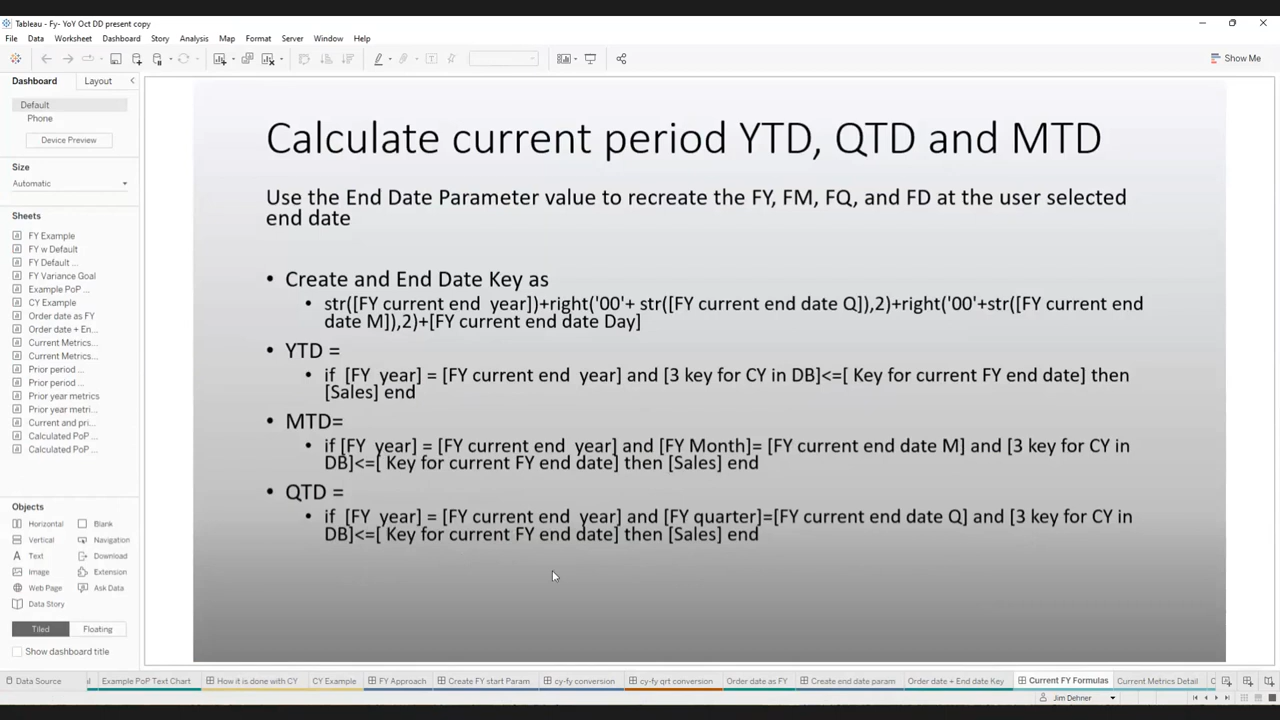 Tableau - Fy- YoY Oct DD present copy
File Data Worksheet Dashboard Story Analysis Map Format Server Window Help
Show Me
Dashboard Layout
Default
Phone
Device Preview
Size
Automatic
Sheets
FY Example
FY w Default
FY Default ...
FY Variance Goal
Example PoP ...
CY Example
Order date as FY
Order date + En...
Current Metrics...
Current Metrics...
Prior period ...
Prior period ...
Prior year metrics
Prior year metri...
Current and pri...
Calculated PoP ...
Calculated PoP ...
Objects
Horizontal Blank
Vertical Navigation
Text Download
Image Extension
Web Page Ask Data
Data Story
Tiled Floating
Show dashboard title
Calculate current period YTD, QTD and MTD
Use the End Date Parameter value to recreate the FY, FM, FQ, and FD at the user selected
end date
• Create and End Date Key as
• str([FY current end  year])+right('00'+ str([FY current end date Q]),2)+right('00'+str([FY current end
date M]),2)+[FY current end date Day]
• YTD =
• if  [FY  year] = [FY current end  year] and [3 key for CY in DB]<=[ Key for current FY end date] then
[Sales] end
• MTD=
• if [FY  year] = [FY current end  year] and [FY Month]= [FY current end date M] and [3 key for CY in
DB]<=[ Key for current FY end date] then [Sales] end
• QTD =
• if  [FY  year] = [FY current end  year] and [FY quarter]=[FY current end date Q] and [3 key for CY in
DB]<=[ Key for current FY end date] then [Sales] end
Data Source Example PoP Text Chart How it is done with CY CY Example FY Approach Create FY start Param cy-fy conversion cy-fy qrt conversion Order date as FY Create end date param Order date + End date Key Current FY Formulas Current Metrics Detail
Jim Dehner